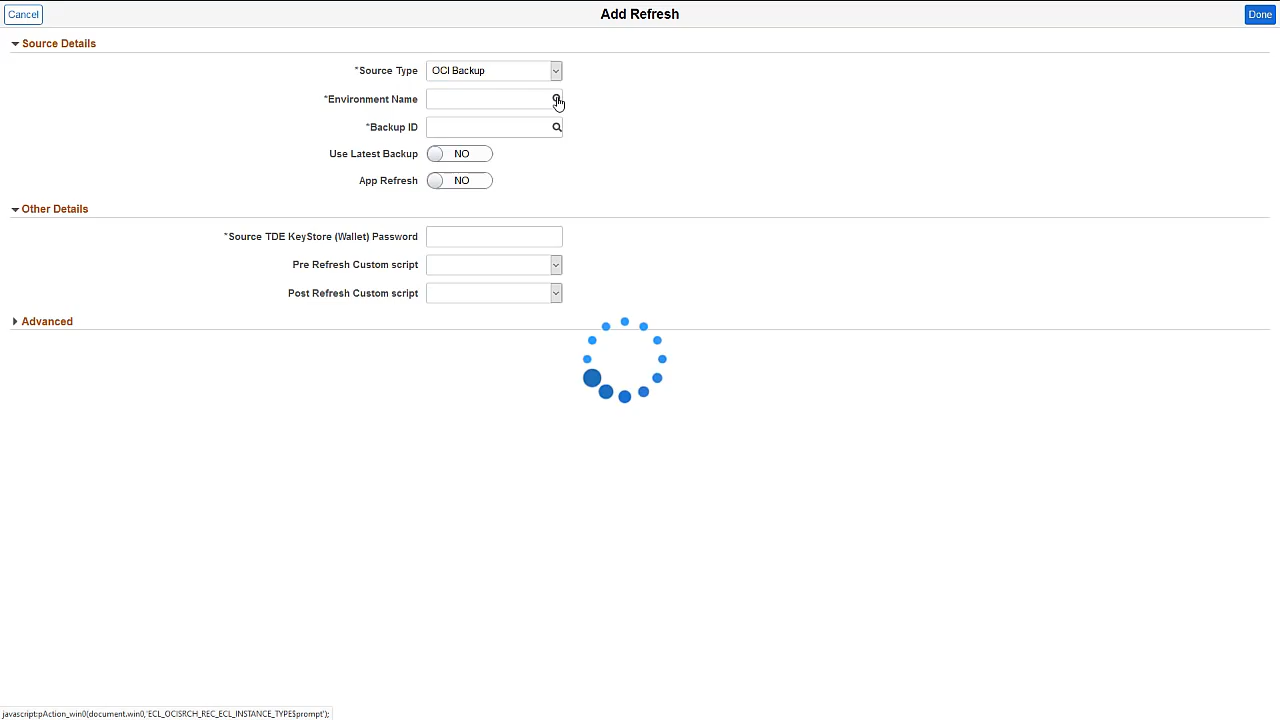 Cancel
Add Refresh
Done
Source Details
*Source Type
OCI Backup
*Environment Name
*Backup ID
Use Latest Backup
NO
App Refresh
NO
Other Details
*Source TDE KeyStore (Wallet) Password
Pre Refresh Custom script
Post Refresh Custom script
Advanced
javascript:pAction_win0(document.win0,'ECL_OCISRCH_REC_ECL_INSTANCE_TYPE$prompt');